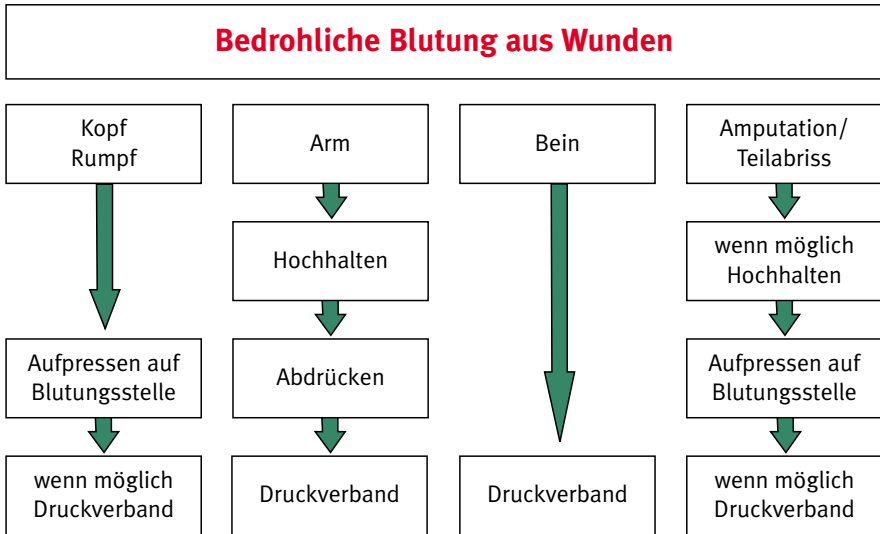 Bedrohliche Blutung aus Wunden
Kopf
Rumpf
Arm
Bein
Amputation/
Teilabriss
Hochhalten
wenn möglich
Hochhalten
Aufpressen auf
Blutungsstelle
Abdrücken
Aufpressen auf
Blutungsstelle
wenn möglich
Druckverband
Druckverband
Druckverband
wenn möglich
Druckverband